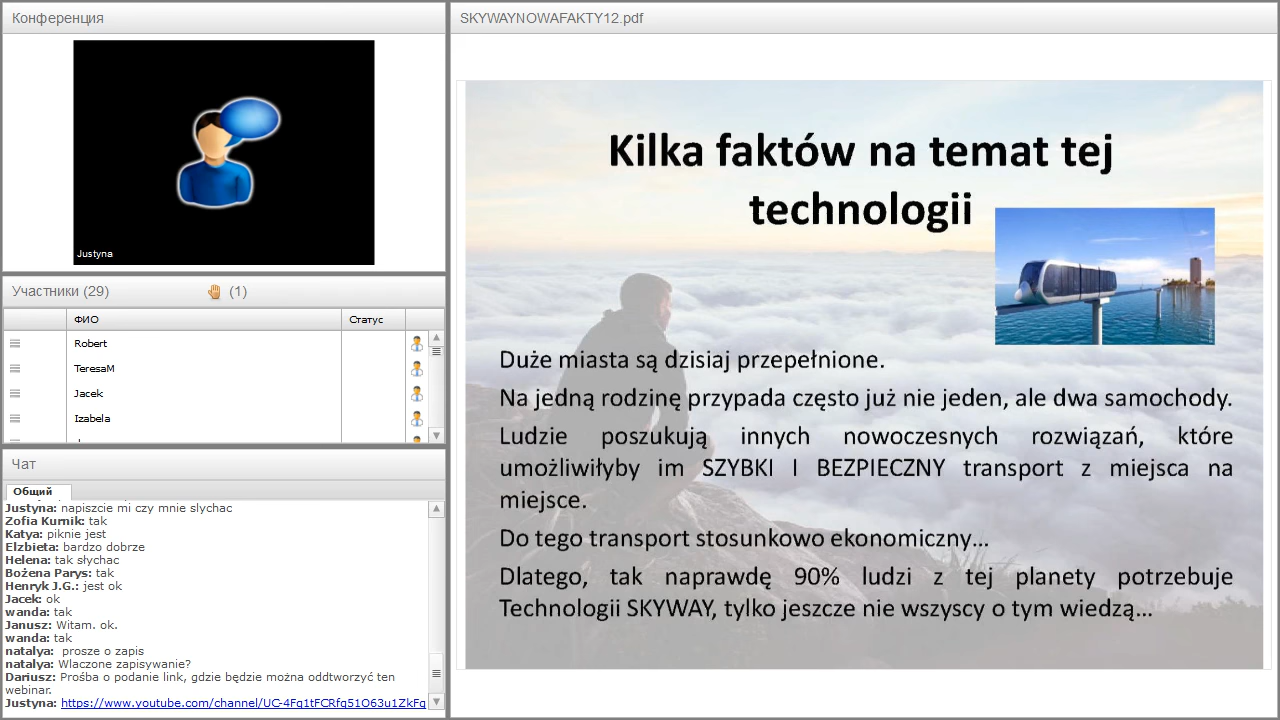 Конференция
Justyna
Участники (29)
(1)
ФИО
Статус
Robert
TeresaM
Jacek
Izabela
Чат
Общий
Justyna: napiszcie mi czy mnie slychac
Zofia Kurnik: tak
Katya: piknie jest
Elzbieta: bardzo dobrze
Helena: tak słychac
Bożena Parys: tak
Henryk J.G.: jest ok
Jacek: ok
wanda: tak
Janusz: Witam. ok.
wanda: tak
natalya: prosze o zapis
natalya: Wlaczone zapisywanie?
Dariusz: Prośba o podanie link, gdzie będzie można oddtworzyć ten
webinar.
Justyna: https://www.youtube.com/channel/UC-4Fq1tFCRfq51O63u1ZkFg
SKYWAYNOWAFAKTY12.pdf
Kilka faktów na temat tej
technologii
Duże miasta są dzisiaj przepełnione.
Na jedną rodzinę przypada często już nie jeden, ale dwa samochody.
Ludzie poszukują innych nowoczesnych rozwiązań, które
umożliwiłyby im SZYBKI I BEZPIECZNY transport z miejsca na
miejsce.
Do tego transport stosunkowo ekonomiczny…
Dlatego, tak naprawdę 90% ludzi z tej planety potrzebuje
Technologii SKYWAY, tylko jeszcze nie wszyscy o tym wiedzą…